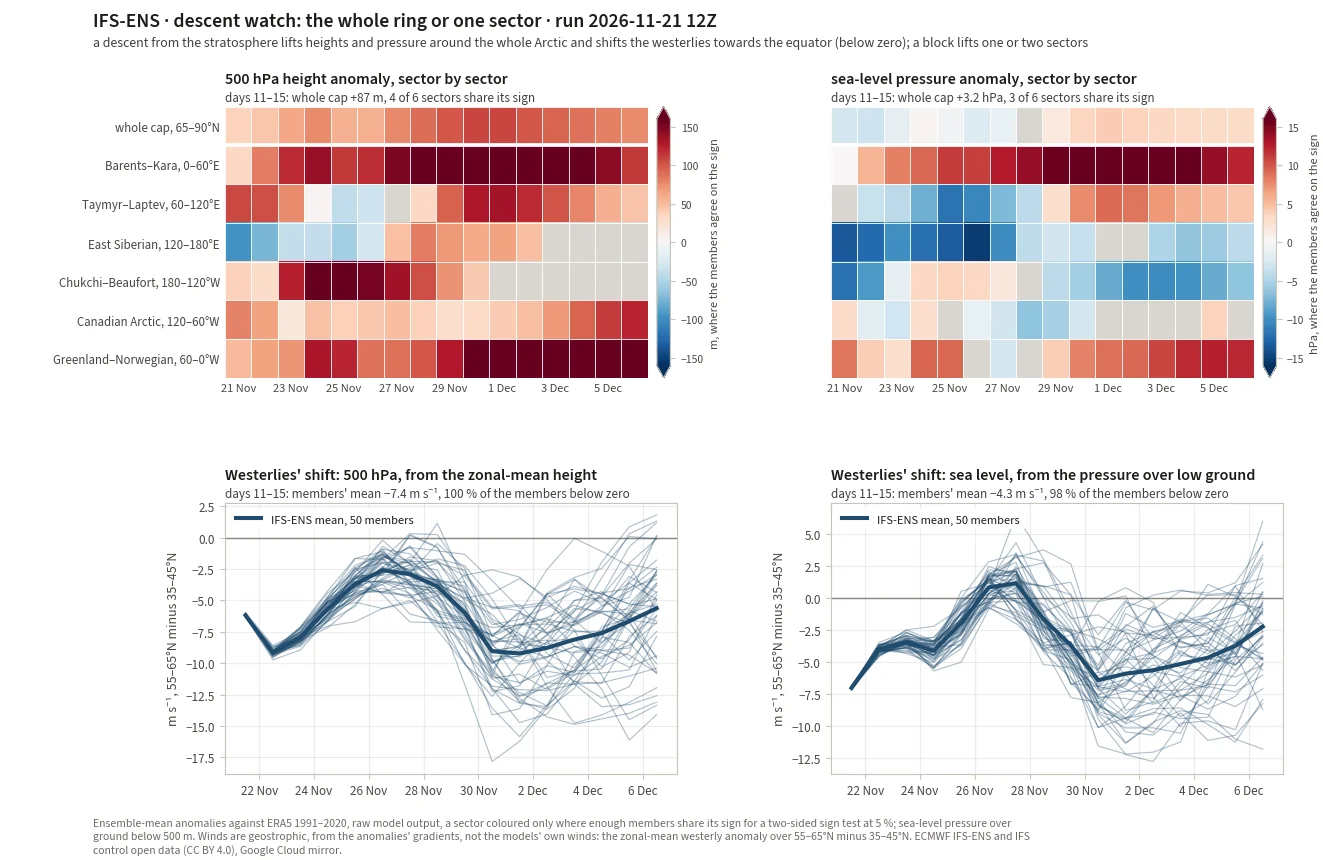 IFS-ENS · descent watch: the whole ring or one sector · run 2026-11-21 12Z
a descent from the stratosphere lifts heights and pressure around the whole Arctic and shifts the westerlies towards the equator (below zero); a block lifts one or two sectors
500 hPa height anomaly, sector by sector
days 11–15: whole cap +87 m, 4 of 6 sectors share its sign
whole cap, 65–90°N
Barents–Kara, 0–60°E
Taymyr–Laptev, 60–120°E
East Siberian, 120–180°E
Chukchi–Beaufort, 180–120°W
Canadian Arctic, 120–60°W
Greenland–Norwegian, 60–0°W
21 Nov 23 Nov 25 Nov 27 Nov 29 Nov 1 Dec 3 Dec 5 Dec
150
100
50
0
−50
−100
−150
m, where the members agree on the sign
sea-level pressure anomaly, sector by sector
days 11–15: whole cap +3.2 hPa, 3 of 6 sectors share its sign
21 Nov 23 Nov 25 Nov 27 Nov 29 Nov 1 Dec 3 Dec 5 Dec
15
10
5
0
−5
−10
−15
hPa, where the members agree on the sign
Westerlies' shift: 500 hPa, from the zonal-mean height
days 11–15: members' mean −7.4 m s⁻¹, 100 % of the members below zero
IFS-ENS mean, 50 members
2.5
0.0
−2.5
−5.0
−7.5
−10.0
−12.5
−15.0
−17.5
m s⁻¹, 55–65°N minus 35–45°N
22 Nov 24 Nov 26 Nov 28 Nov 30 Nov 2 Dec 4 Dec 6 Dec
Westerlies' shift: sea level, from the pressure over low ground
days 11–15: members' mean −4.3 m s⁻¹, 98 % of the members below zero
IFS-ENS mean, 50 members
5.0
2.5
0.0
−2.5
−5.0
−7.5
−10.0
−12.5
m s⁻¹, 55–65°N minus 35–45°N
22 Nov 24 Nov 26 Nov 28 Nov 30 Nov 2 Dec 4 Dec 6 Dec
Ensemble-mean anomalies against ERA5 1991–2020, raw model output, a sector coloured only where enough members share its sign for a two-sided sign test at 5 %; sea-level pressure over
ground below 500 m. Winds are geostrophic, from the anomalies' gradients, not the models' own winds: the zonal-mean westerly anomaly over 55–65°N minus 35–45°N. ECMWF IFS-ENS and IFS
control open data (CC BY 4.0), Google Cloud mirror.